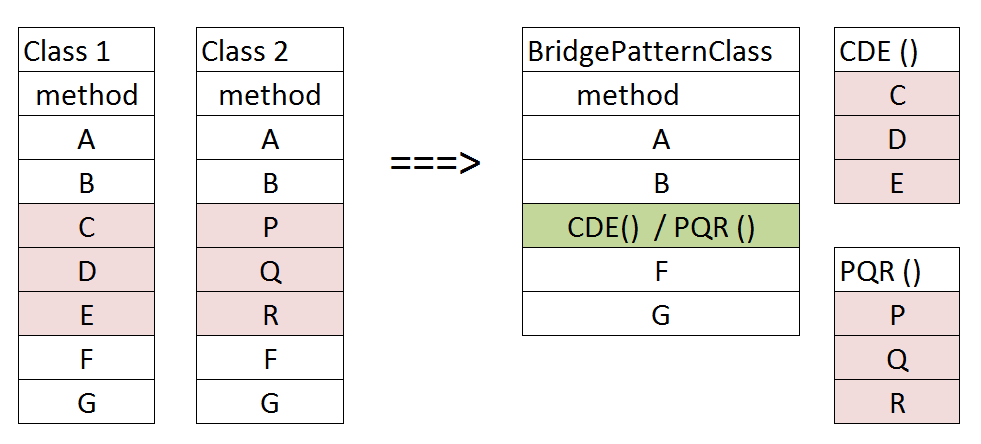 Class 1
method
A
B
C
D
E
F
G
Class 2
method
A
B
P
Q
R
F
G
===>
BridgePatternClass
method
A
B
CDE() / PQR ()
F
G
CDE ()
C
D
E
PQR ()
P
Q
R